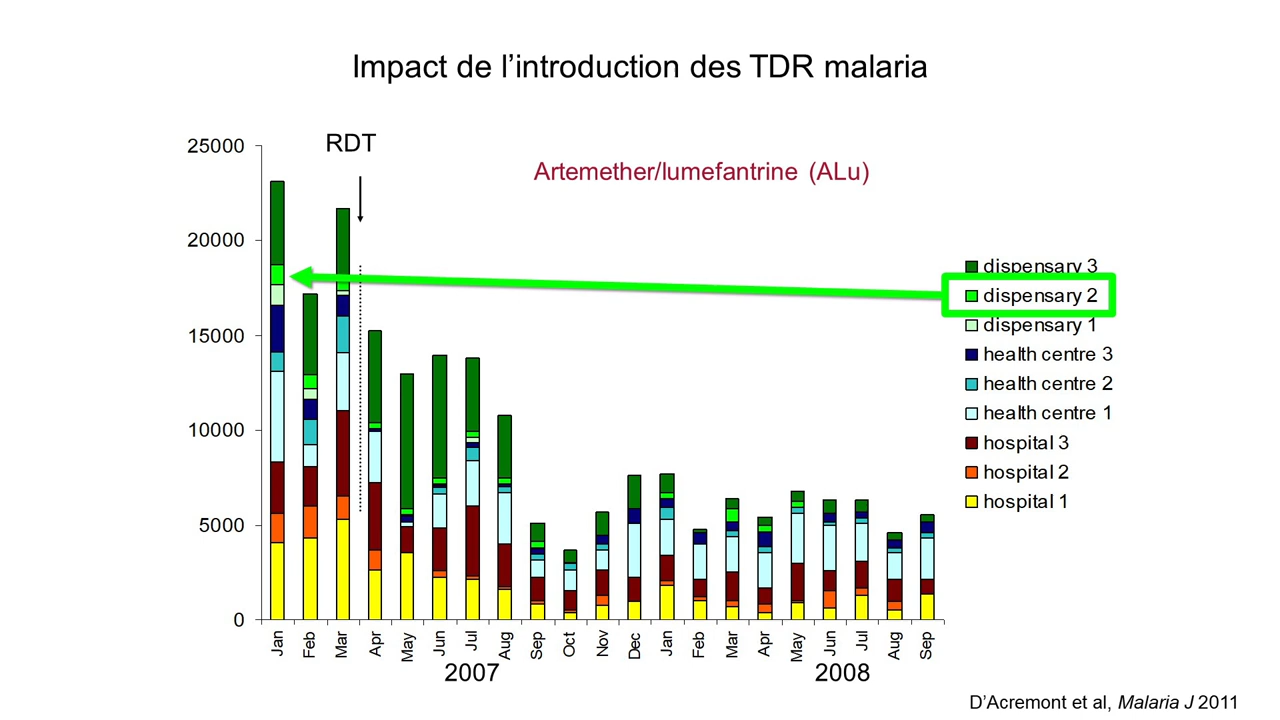 Impact de l’introduction des TDR malaria
RDT
Artemether/lumefantrine (ALu)
25000
20000
15000
10000
5000
0
dispensary 3
dispensary 2
dispensary 1
health centre 3
health centre 2
health centre 1
hospital 3
hospital 2
hospital 1
Jan Feb Mar Apr May Jun Jul Aug Sep Oct Nov Dec Jan Feb Mar Apr May Jun Jul Aug Sep
2007 2008
D’Acremont et al, Malaria J 2011